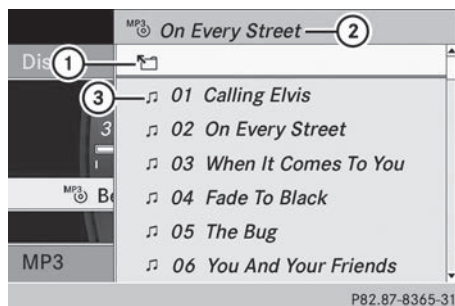 MP3 On Every Street 2
Dis
1
3 01 Calling Elvis
3 02 On Every Street
03 When It Comes To You
MP3 Be 04 Fade To Black
05 The Bug
MP3 06 You And Your Friends
P82.87-8365-31